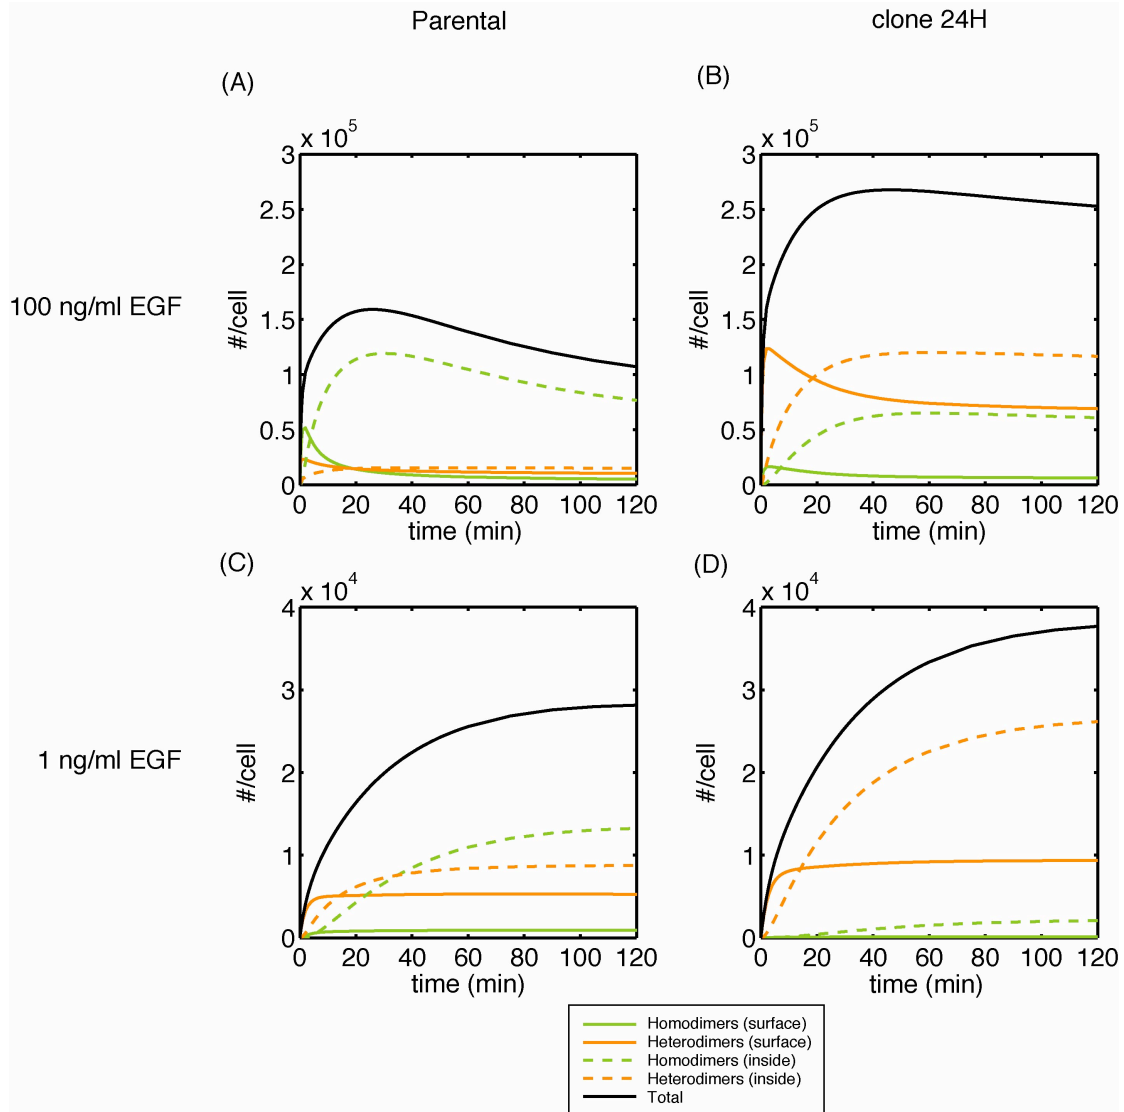 Parental
clone 24H
(A)
(B)
x 10^5
x 10^5
3
2.5
2
1.5
1
0.5
0
#/cell
100 ng/ml EGF
0 20 40 60 80 100 120
time (min)
3
2.5
2
1.5
1
0.5
0
#/cell
0 20 40 60 80 100 120
time (min)
(C)
(D)
x 10^4
x 10^4
4
3
2
1
0
#/cell
1 ng/ml EGF
0 20 40 60 80 100 120
time (min)
4
3
2
1
0
#/cell
0 20 40 60 80 100 120
time (min)
Homodimers (surface)
Heterodimers (surface)
Homodimers (inside)
Heterodimers (inside)
Total